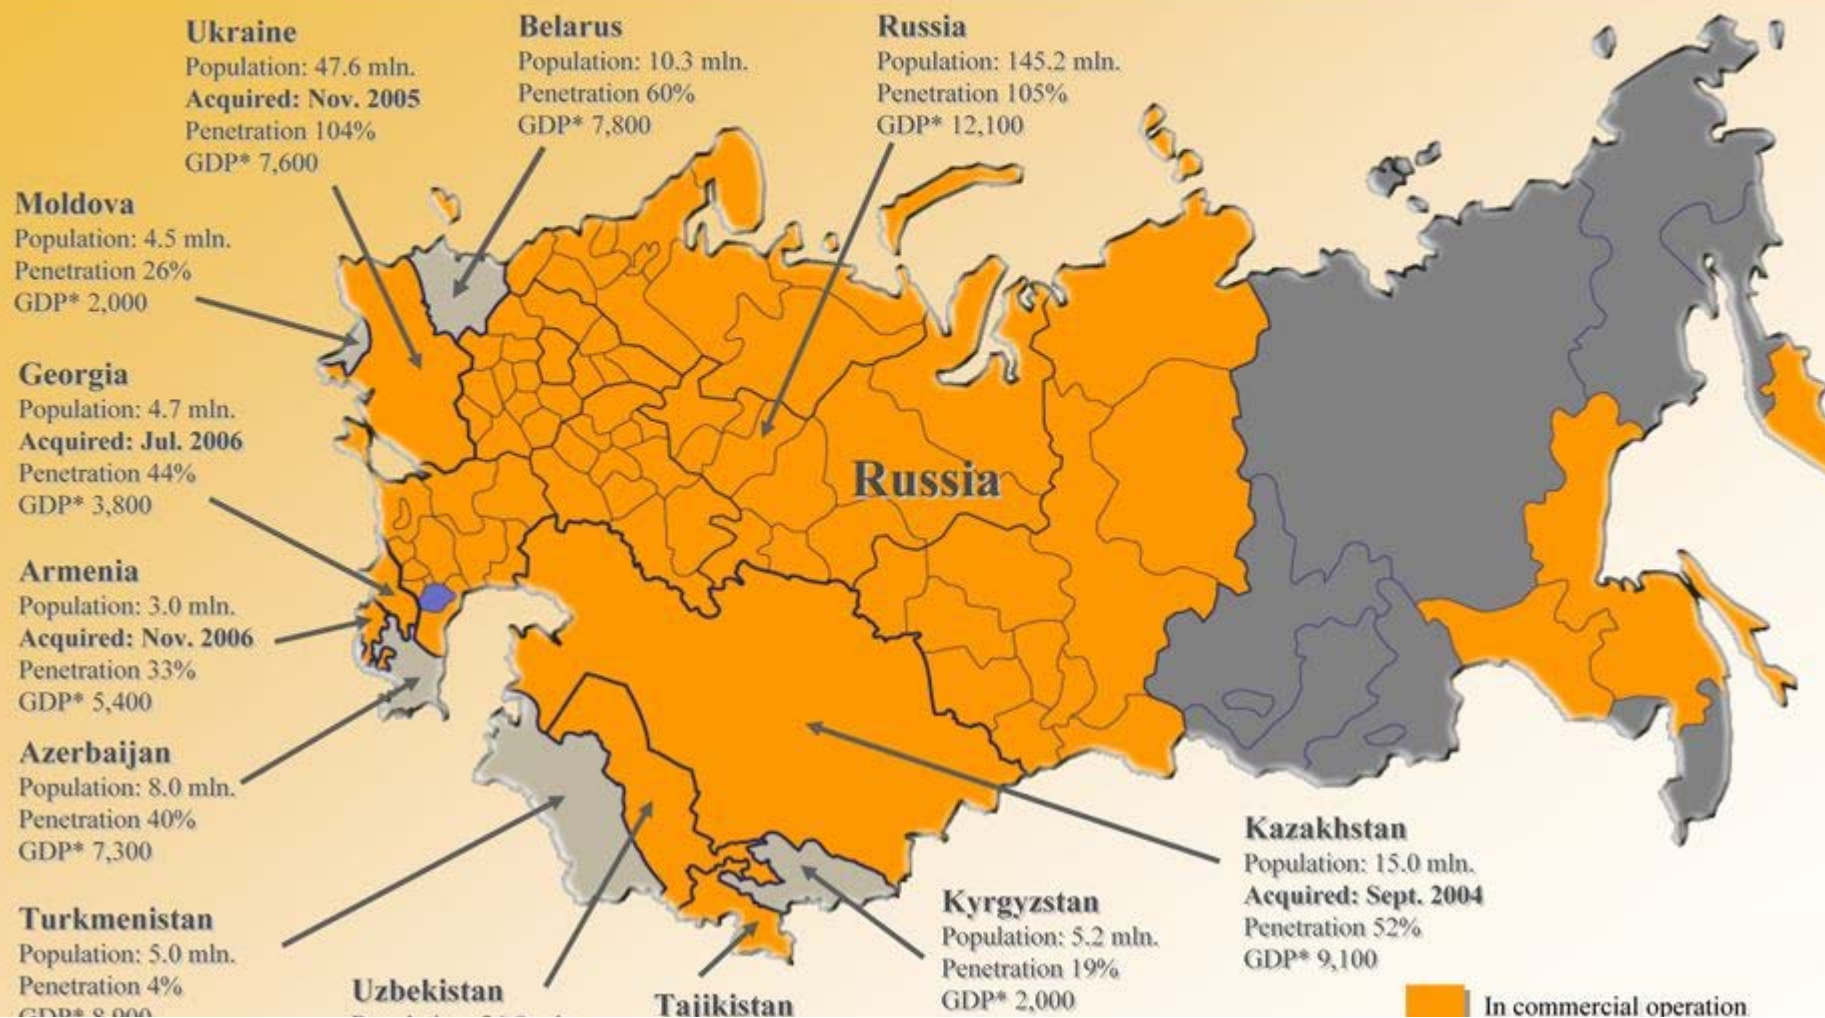 Ukraine
Population: 47.6 mln.
Acquired: Nov. 2005
Penetration 104%
GDP* 7,600
Belarus
Population: 10.3 mln.
Penetration 60%
GDP* 7,800
Russia
Population: 145.2 mln.
Penetration 105%
GDP* 12,100
Moldova
Population: 4.5 mln.
Penetration 26%
GDP* 2,000
Georgia
Population: 4.7 mln.
Acquired: Jul. 2006
Penetration 44%
GDP* 3,800
Russia
Armenia
Population: 3.0 mln.
Acquired: Nov. 2006
Penetration 33%
GDP* 5,400
Azerbaijan
Population: 8.0 mln.
Penetration 40%
GDP* 7,300
Turkmenistan
Population: 5.0 mln.
Penetration 4%
GDP* 8,900
Uzbekistan
Tajikistan
Kyrgyzstan
Population: 5.2 mln.
Penetration 19%
GDP* 2,000
Kazakhstan
Population: 15.0 mln.
Acquired: Sept. 2004
Penetration 52%
GDP* 9,100
In commercial operation